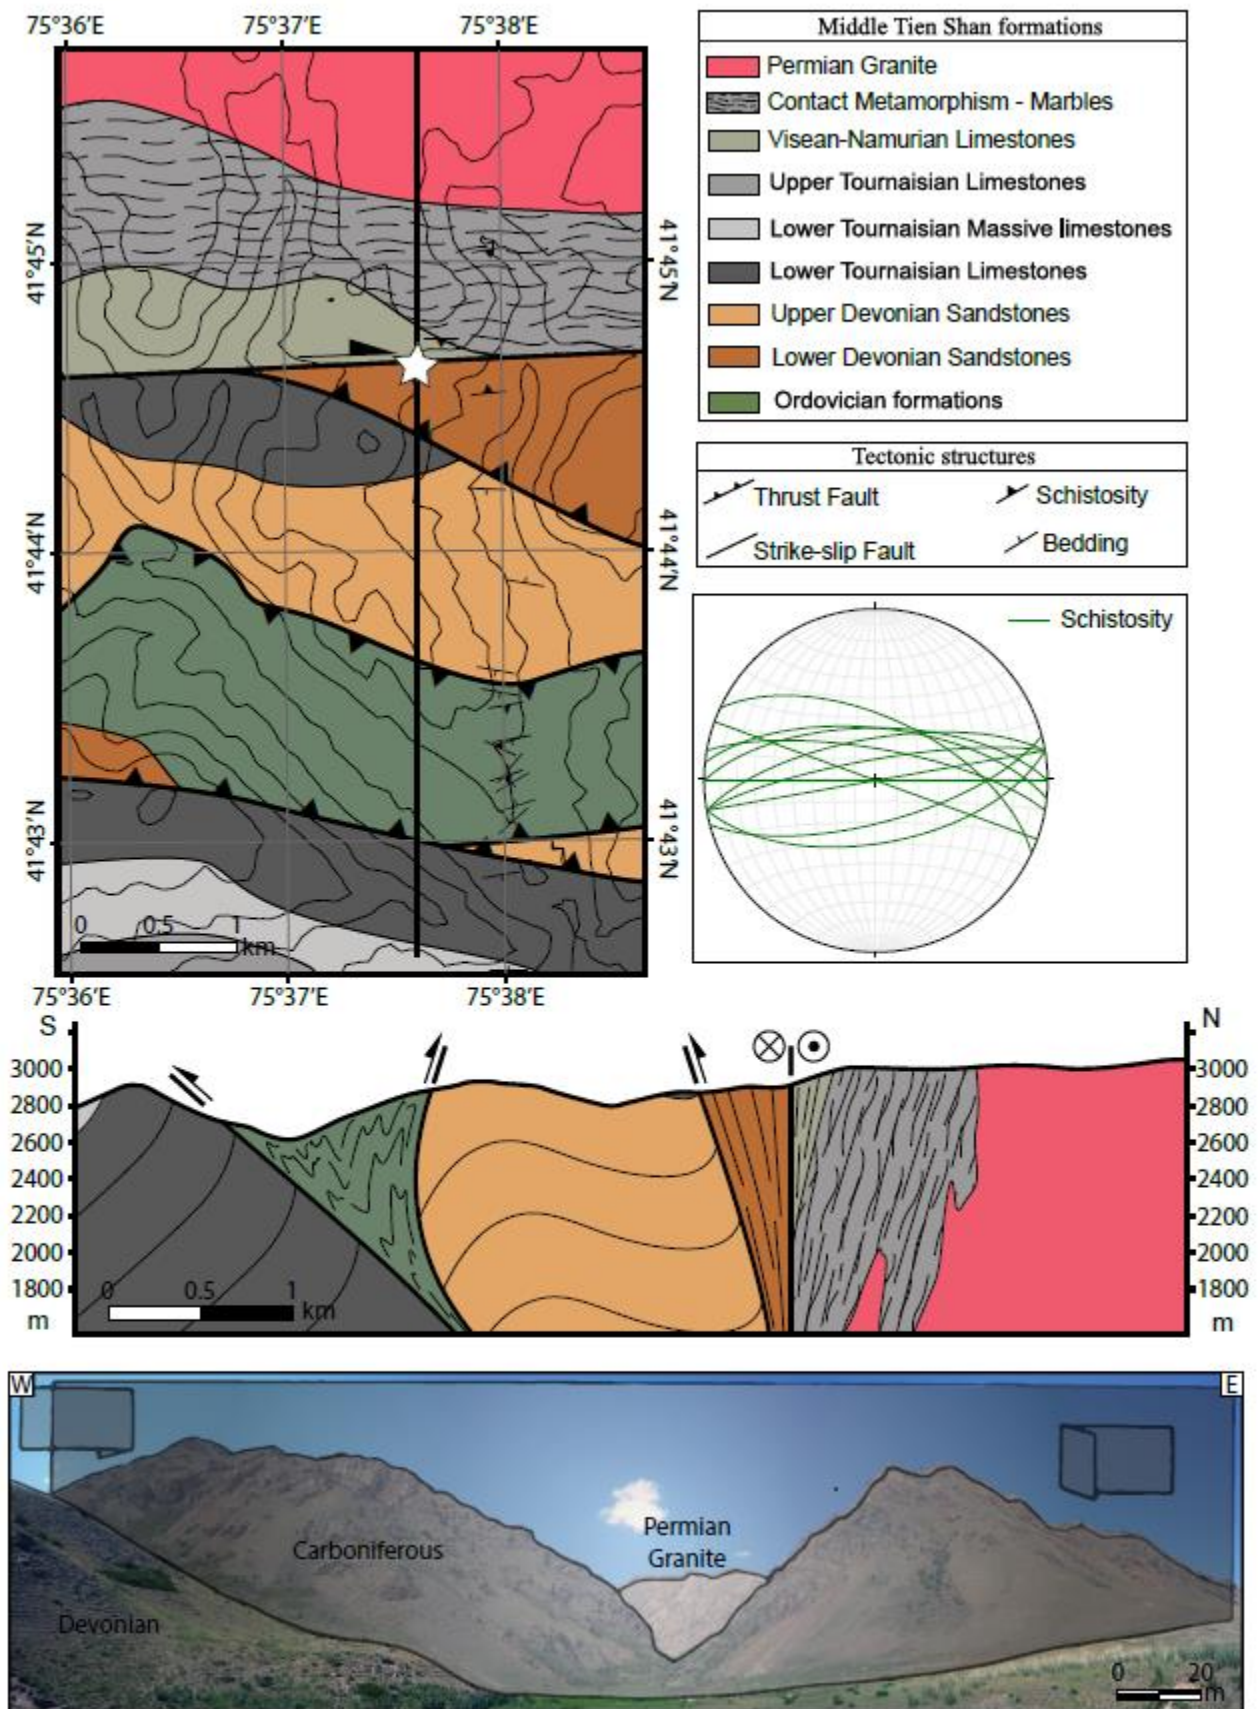 75°36'E 75°37'E 75°38'E
Middle Tien Shan formations
Permian Granite
Contact Metamorphism - Marbles
Visean-Namurian Limestones
Upper Tournaisian Limestones
Lower Tournaisian Massive limestones
Lower Tournaisian Limestones
Upper Devonian Sandstones
Lower Devonian Sandstones
Ordovician formations
41°45'N
41°45'N
Tectonic structures
Thrust Fault
Schistosity
Strike-slip Fault
Bedding
41°44'N
41°44'N
Schistosity
41°43'N
41°43'N
0 0.5 1
km
75°36'E 75°37'E 75°38'E
S N
3000 3000
2800 2800
2600 2600
2400 2400
2200 2200
2000 2000
1800 1800
m m
0 0.5 1
km
W E
Permian
Granite
Carboniferous
Devonian
0 20
m